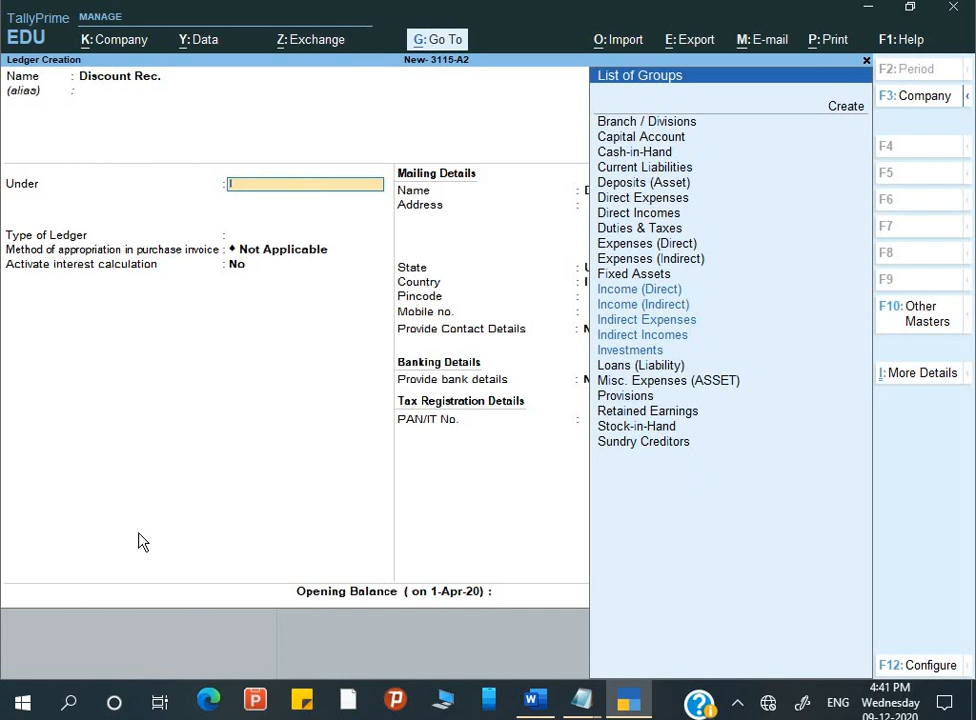 TallyPrime MANAGE
EDU K: Company Y: Data Z: Exchange G: Go To O: Import E: Export M: E-mail P: Print F1: Help
Ledger Creation New- 3115-A2
Name : Discount Rec.
(alias) :
Under : I
Type of Ledger :
Method of appropriation in purchase invoice : ♦ Not Applicable
Activate interest calculation : No
Mailing Details
Name :
Address :
State :
Country :
Pincode :
Mobile no. :
Provide Contact Details :
Banking Details
Provide bank details :
Tax Registration Details
PAN/IT No. :
Opening Balance ( on 1-Apr-20) :
List of Groups
Create
Branch / Divisions
Capital Account
Cash-in-Hand
Current Liabilities
Deposits (Asset)
Direct Expenses
Direct Incomes
Duties & Taxes
Expenses (Direct)
Expenses (Indirect)
Fixed Assets
Income (Direct)
Income (Indirect)
Indirect Expenses
Indirect Incomes
Investments
Loans (Liability)
Misc. Expenses (ASSET)
Provisions
Retained Earnings
Stock-in-Hand
Sundry Creditors
F2: Period
F3: Company
F4
F5
F6
F7
F8
F9
F10: Other
Masters
I: More Details
F12: Configure
ENG
4:41 PM
Wednesday
09-12-2020